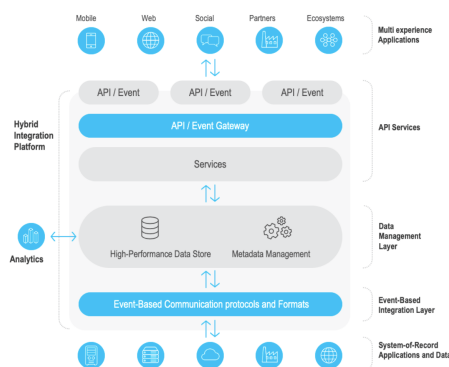 Mobile
Web
Social
Partners
Ecosystems
Multi experience
Applications
API / Event
API / Event
API / Event
Hybrid
Integration
Platform
API / Event Gateway
API Services
Services
Analytics
High-Performance Data Store
Metadata Management
Data
Management
Layer
Event-Based Communication protocols and Formats
Event-Based
Integration Layer
System-of-Record
Applications and Data